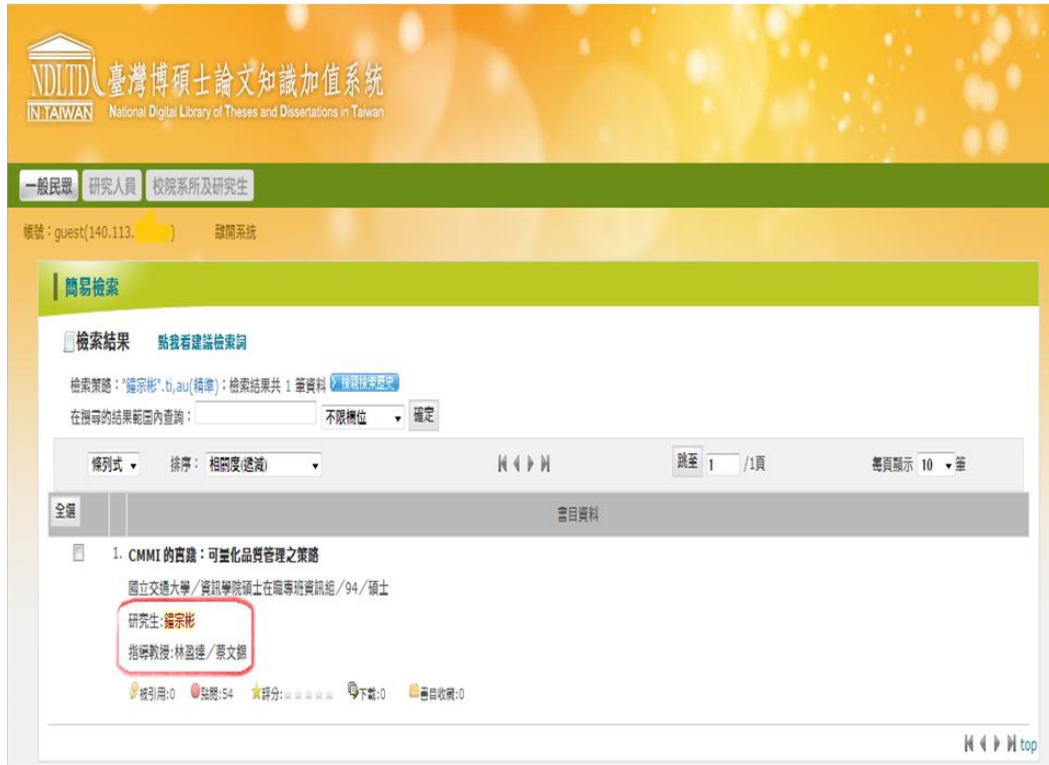 NDLTD 臺灣博碩士論文知識加值系統
IN TAIWAN National Digital Library of Theses and Dissertations in Taiwan
一般民眾 研究人員 校院系所及研究生
帳號：guest(140.113. ) 離開系統
簡易檢索
檢索結果 點我看建議檢索詞
檢索策略："鐘宗彬".ti,au(精準)；檢索結果共 1 筆資料 檢視檢索歷史
在搜尋的結果範圍內查詢： 不限欄位 確定
條列式 排序： 相關度(遞減) 跳至 1 /1頁 每頁顯示 10 筆
全選 書目資料
1. CMMI 的實踐：可量化品質管理之策略
國立交通大學／資訊學院碩士在職專班資訊組／94／碩士
研究生:鐘宗彬
指導教授:林盈達／蔡文錦
被引用:0 點閱:54 評分:☆☆☆☆☆ 下載:0 書目收藏:0
top